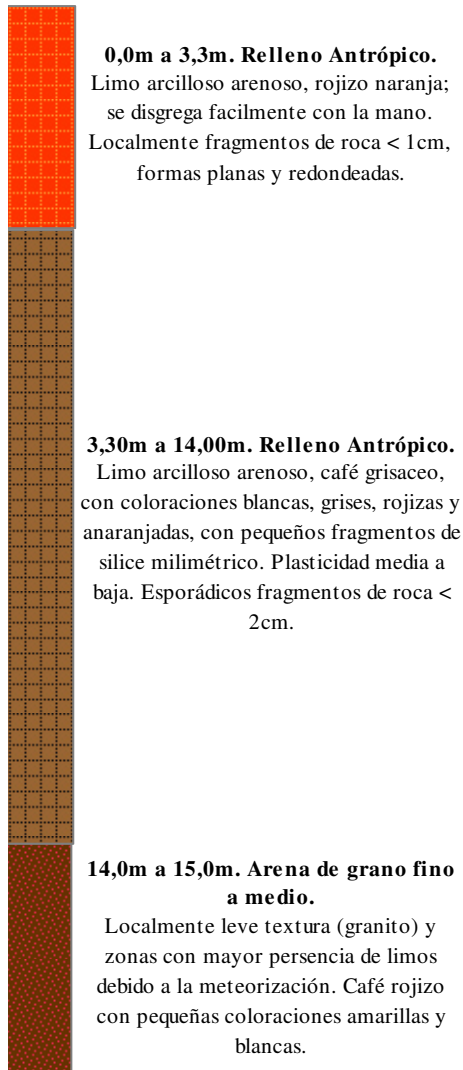 0,0m a 3,3m. Relleno Antrópico.
Limo arcilloso arenoso, rojizo naranja;
se disgrega facilmente con la mano.
Localmente fragmentos de roca < 1cm,
formas planas y redondeadas.
3,30m a 14,00m. Relleno Antrópico.
Limo arcilloso arenoso, café grisaceo,
con coloraciones blancas, grises, rojizas y
anaranjadas, con pequeños fragmentos de
silice milimétrico. Plasticidad media a
baja. Esporádicos fragmentos de roca <
2cm.
14,0m a 15,0m. Arena de grano fino
a medio.
Localmente leve textura (granito) y
zonas con mayor persencia de limos
debido a la meteorización. Café rojizo
con pequeñas coloraciones amarillas y
blancas.